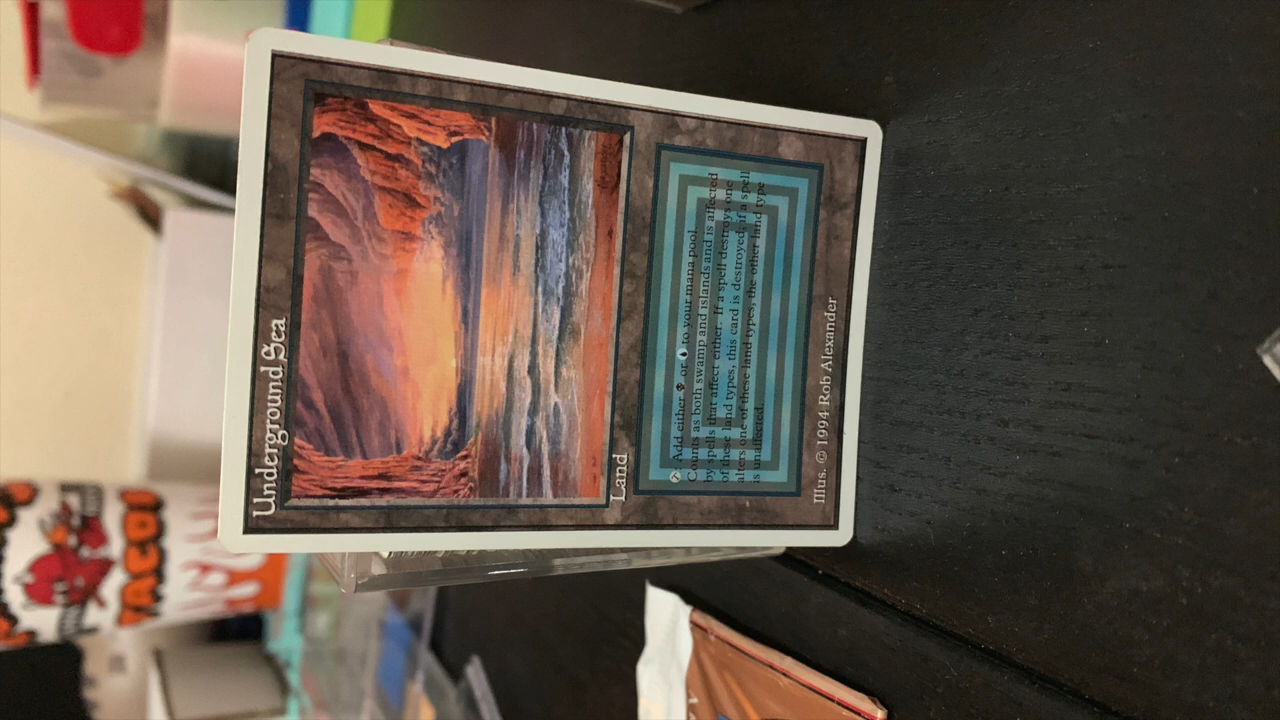 Underground Sea
Land
Add either or to your mana pool.
Counts as both swamp and islands and is affected
by spells that affect either. If a spell destroys one
of these land types, this card is destroyed; if a spell
alters one of these land types, the other land type
is unaffected.
Illus. © 1994 Rob Alexander
TACO!